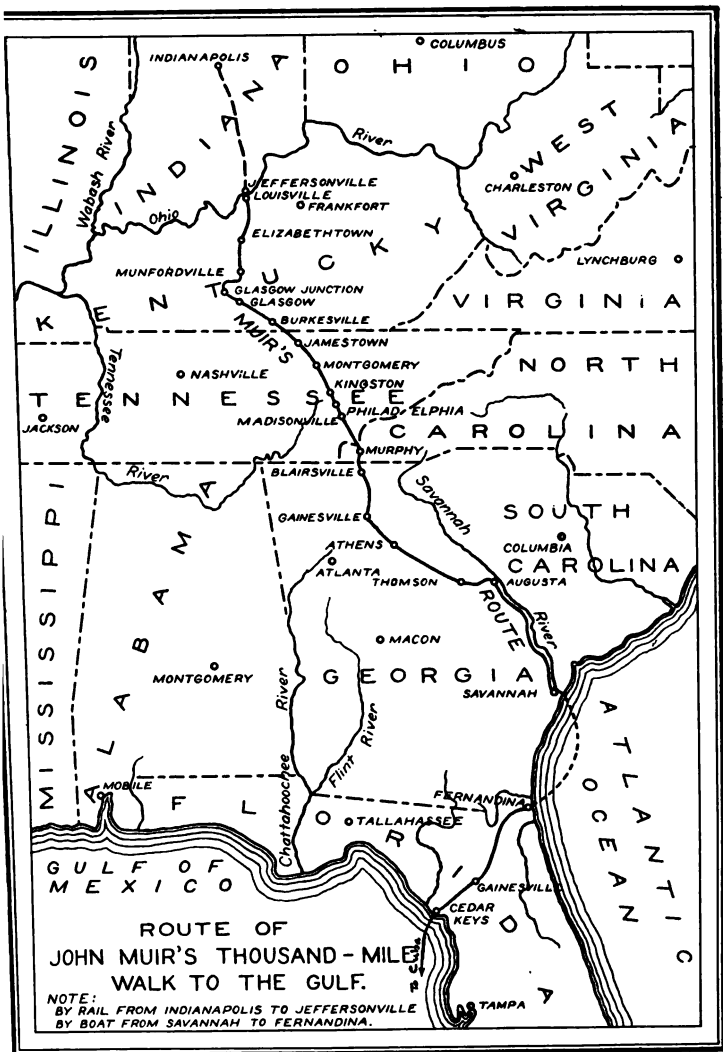 COLUMBUS
INDIANAPOLIS
OHIO
ILLINOIS
INDIANA
Wabash River
River
WEST
VIRGINIA
CHARLESTON
JEFFERSONVILLE
LOUISVILLE
FRANKFORT
Ohio
ELIZABETHTOWN
LYNCHBURG
MUNFORDVILLE
KENTUCKY
GLASGOW JUNCTION
GLASGOW
VIRGINIA
BURKESVILLE
MUIR'S
JAMESTOWN
Tennessee
NASHVILLE
MONTGOMERY
NORTH
KINGSTON
TENNESSEE
PHILADELPHIA
JACKSON
MADISONVILLE
CAROLINA
MURPHY
River
BLAIRSVILLE
Savannah
MISSISSIPPI
ALABAMA
GAINESVILLE
SOUTH
ATHENS
COLUMBIA
ATLANTA
CAROLINA
THOMSON
AUGUSTA
ROUTE
River
MACON
MONTGOMERY
GEORGIA
SAVANNAH
River
Flint River
Chattahoochee
ATLANTIC
OCEAN
MOBILE
FLORIDA
FERNANDINA
TALLAHASSEE
GULF OF
MEXICO
GAINESVILLE
CEDAR
KEYS
To Cuba
ROUTE OF
JOHN MUIR'S THOUSAND-MILE
WALK TO THE GULF.
TAMPA
NOTE:
BY RAIL FROM INDIANAPOLIS TO JEFFERSONVILLE
BY BOAT FROM SAVANNAH TO FERNANDINA.